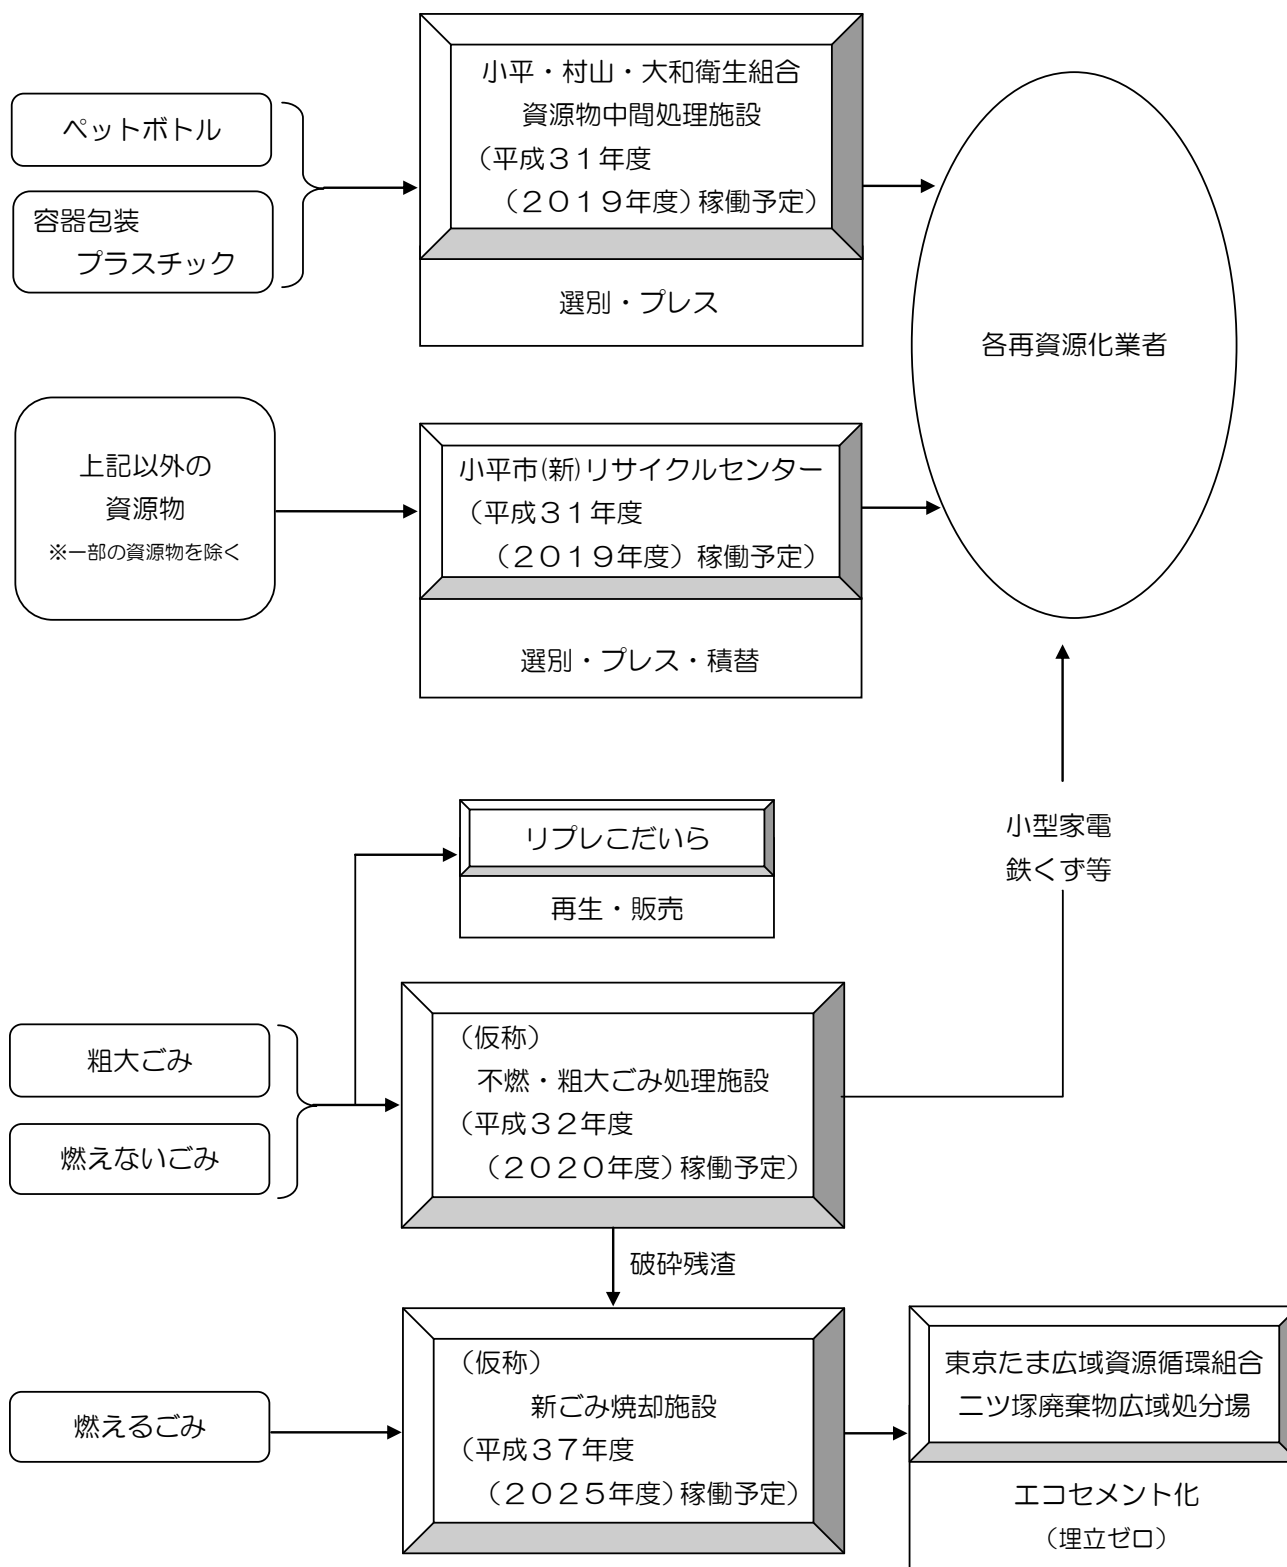 ペットボトル
容器包装
プラスチック
小平・村山・大和衛生組合
資源物中間処理施設
(平成31年度
(2019年度)稼働予定)
選別・プレス
各再資源化業者
上記以外の
資源物
※一部の資源物を除く
小平市(新)リサイクルセンター
(平成31年度
(2019年度)稼働予定)
選別・プレス・積替
リプレこだいら
再生・販売
小型家電
鉄くず等
粗大ごみ
燃えないごみ
(仮称)
不燃・粗大ごみ処理施設
(平成32年度
(2020年度)稼働予定)
破砕残渣
燃えるごみ
(仮称)
新ごみ焼却施設
(平成37年度
(2025年度)稼働予定)
東京たま広域資源循環組合
二ツ塚廃棄物広域処分場
エコセメント化
(埋立ゼロ)